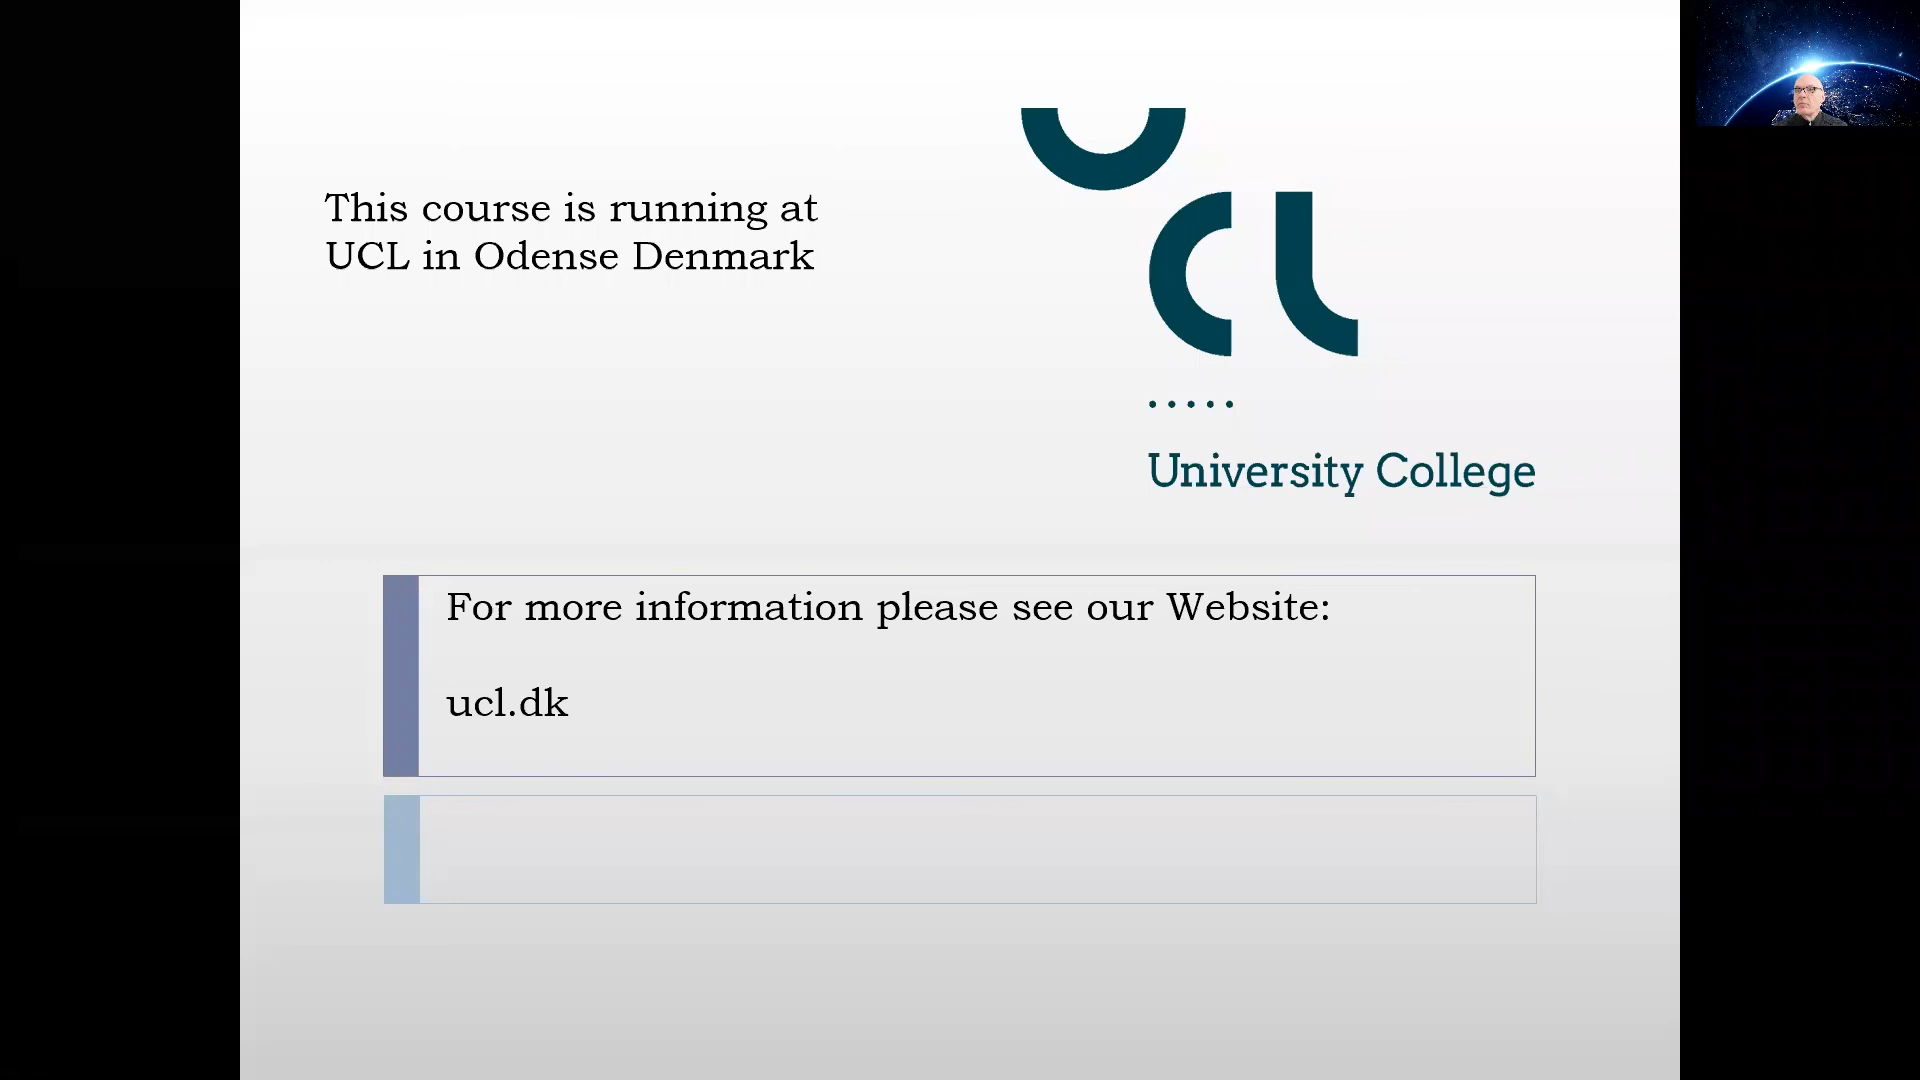 This course is running at
UCL in Odense Denmark
UCL
University College
For more information please see our Website:
ucl.dk